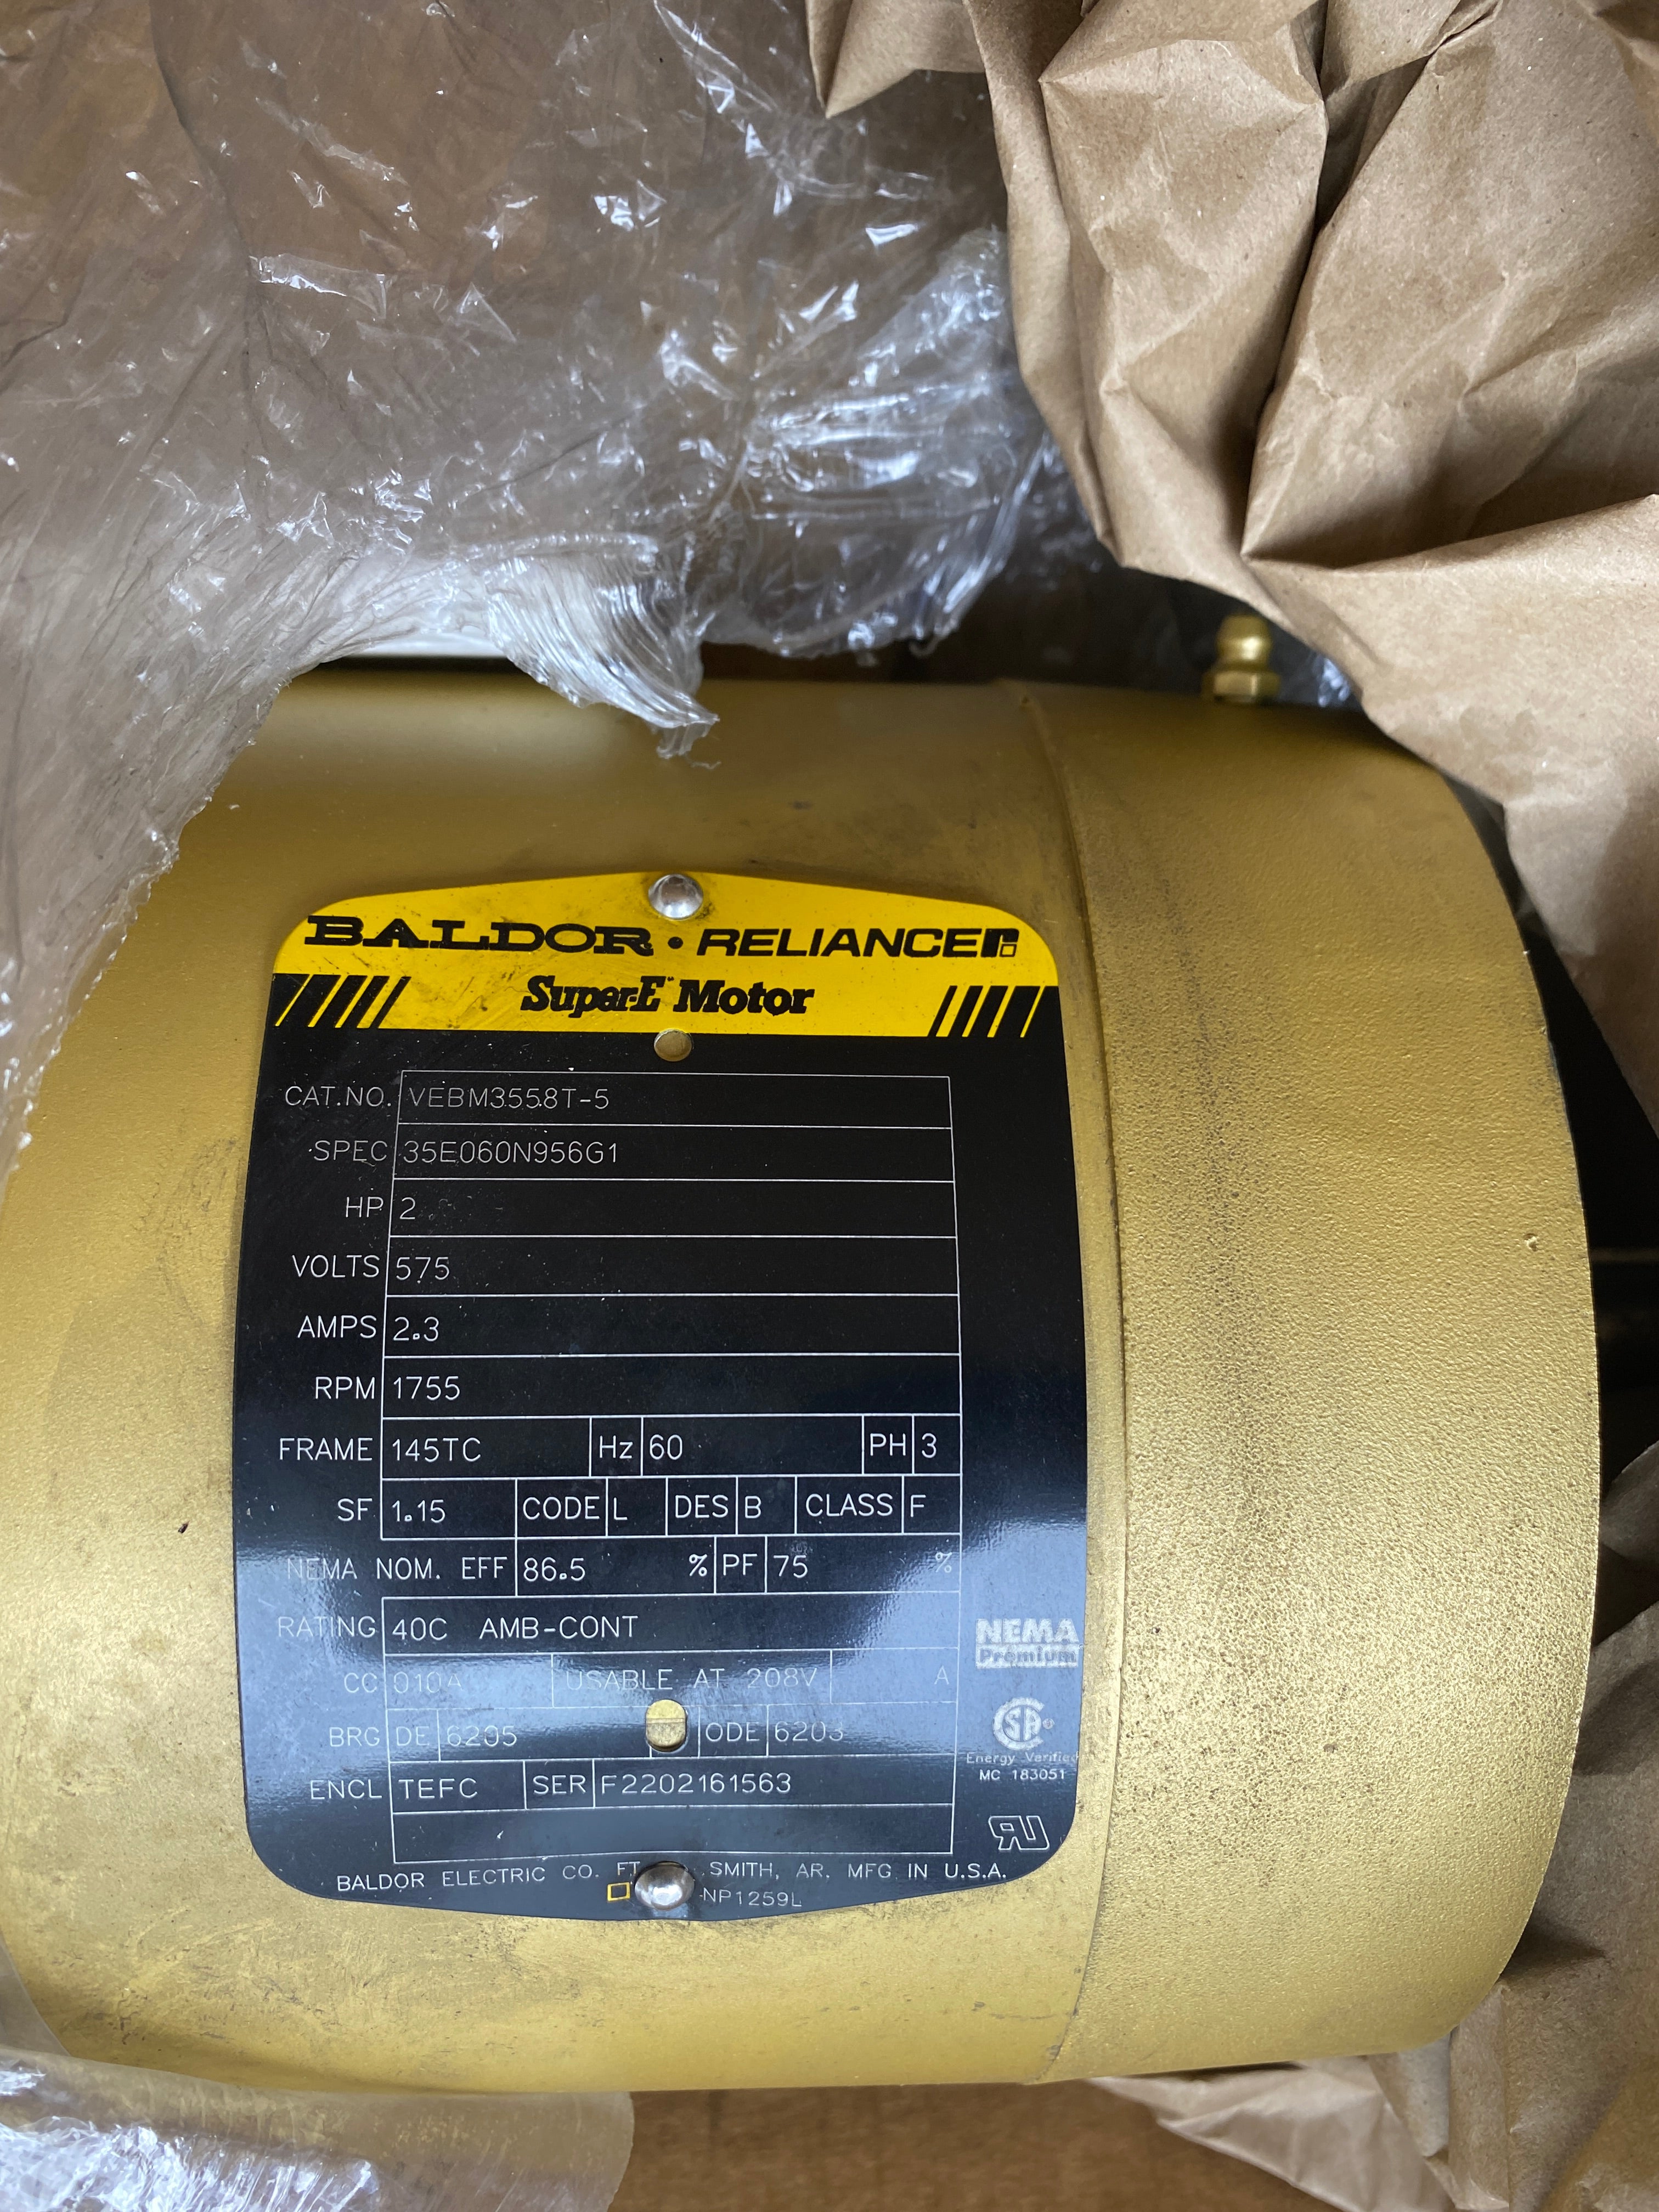 BALDOR • RELIANCE
Super-E™ Motor
CAT.NO. VEBM3558T-5
SPEC 35E060N956G1
HP 2
VOLTS 575
AMPS 2.3
RPM 1755
FRAME 145TC Hz 60 PH 3
SF 1.15 CODE L DES B CLASS F
NEMA NOM. EFF 86.5 % PF 75 %
RATING 40C AMB-CONT
CC 010A USABLE AT 208V A
BRG DE 6205 ODE 6203
ENCL TEFC SER F2202161563
NEMA
Premium
Energy Verified
MC 183051
BALDOR ELECTRIC CO. FT. SMITH, AR. MFG IN U.S.A.
NP1259L